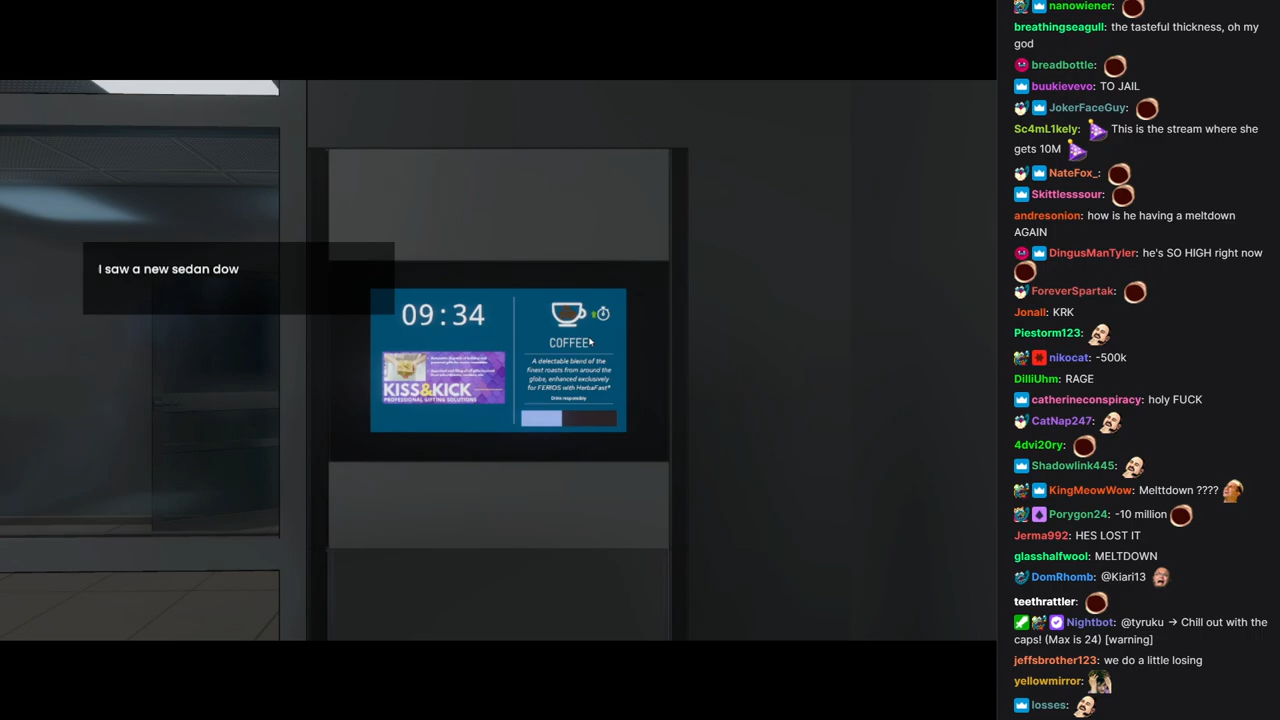 I saw a new sedan dow
09:34
KISS&KICK
PROFESSIONAL GIFTING SOLUTIONS
COFFEE
A delectable blend of the
finest roasts from around the
globe, enhanced exclusively
for FERIOS with HerbaFast*
Drink responsibly
nanowiener:
breathingseagull: the tasteful thickness, oh my
god
breadbottle:
buukievevo: TO JAIL
JokerFaceGuy:
Sc4mL1kely: This is the stream where she
gets 10M
NateFox_:
Skittlesssour:
andresonion: how is he having a meltdown
AGAIN
DingusManTyler: he's SO HIGH right now
ForeverSpartak:
Jonall: KRK
Piestorm123:
nikocat: -500k
DilliUhm: RAGE
catherineconspiracy: holy FUCK
CatNap247:
4dvi20ry:
Shadowlink445:
KingMeowWow: Melttdown ????
Porygon24: -10 million
Jerma992: HES LOST IT
glasshalfwool: MELTDOWN
DomRhomb: @Kiari13
teethrattler:
Nightbot: @tyruku → Chill out with the
caps! (Max is 24) [warning]
jeffsbrother123: we do a little losing
yellowmirror:
losses: